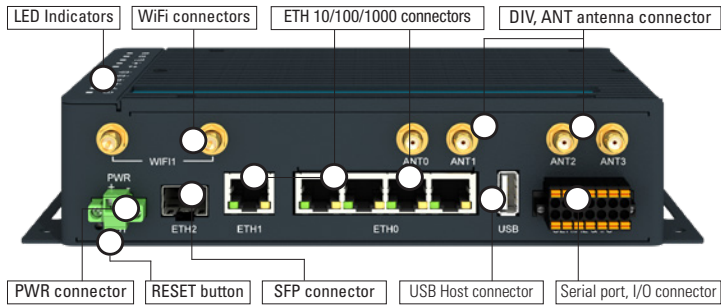 LED Indicators
WiFi connectors
ETH 10/100/1000 connectors
DIV, ANT antenna connector
WIFI1
ANT0
ANT1
ANT2
ANT3
PWR
ETH2
ETH1
ETH0
USB
PWR connector
RESET button
SFP connector
USB Host connector
Serial port, I/O connector